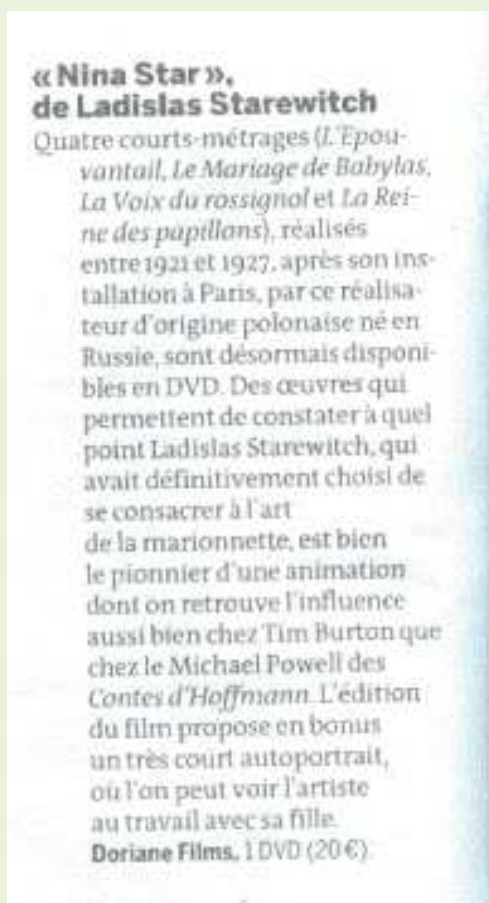 « Nina Star »,
de Ladislas Starewitch
Quatre courts-métrages (L'Epou-
vantail, Le Mariage de Babylas,
La Voix du rossignol et La Rei-
ne des papillons), réalisés
entre 1921 et 1927, après son ins-
tallation à Paris, par ce réalisa-
teur d'origine polonaise né en
Russie, sont désormais disponi-
bles en DVD. Des œuvres qui
permettent de constater à quel
point Ladislas Starewitch, qui
avait définitivement choisi de
se consacrer à l'art
de la marionnette, est bien
le pionnier d'une animation
dont on retrouve l'influence
aussi bien chez Tim Burton que
chez le Michael Powell des
Contes d'Hoffmann. L'édition
du film propose en bonus
un très court autoportrait,
où l'on peut voir l'artiste
au travail avec sa fille.
Doriane Films, 1 DVD (20 €).